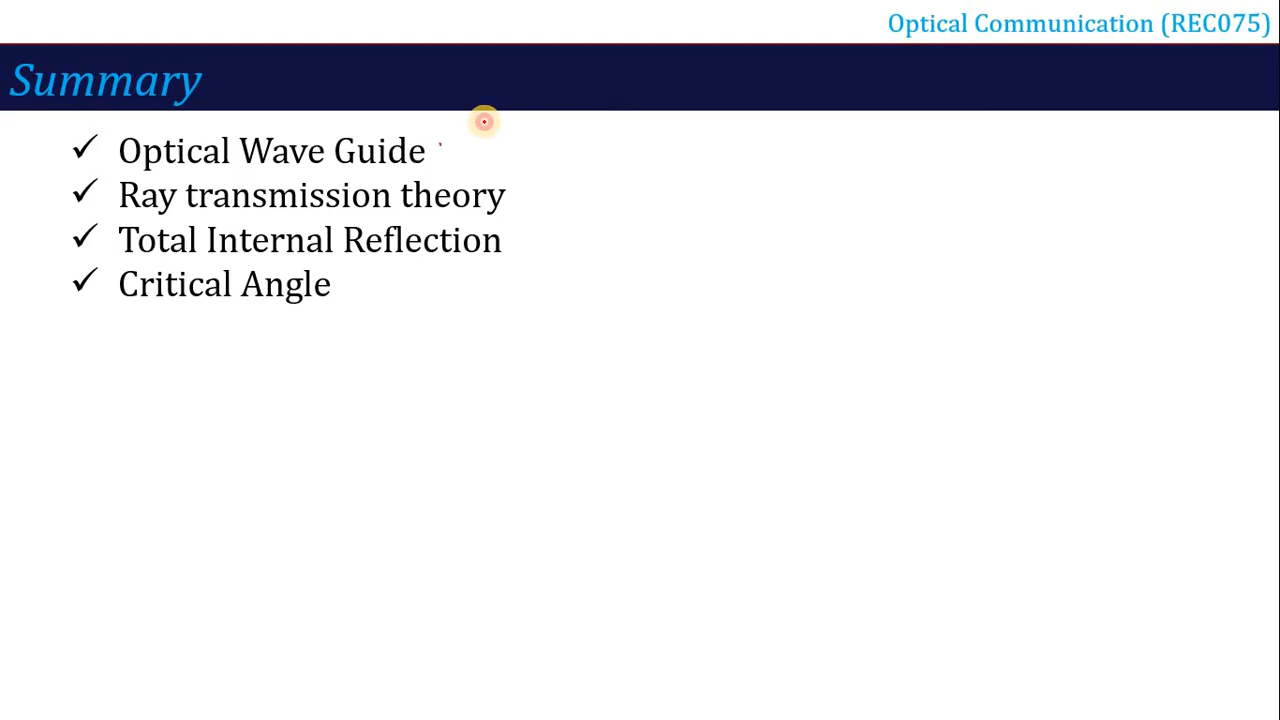 Optical Communication (REC075)
Summary
✓ Optical Wave Guide
✓ Ray transmission theory
✓ Total Internal Reflection
✓ Critical Angle